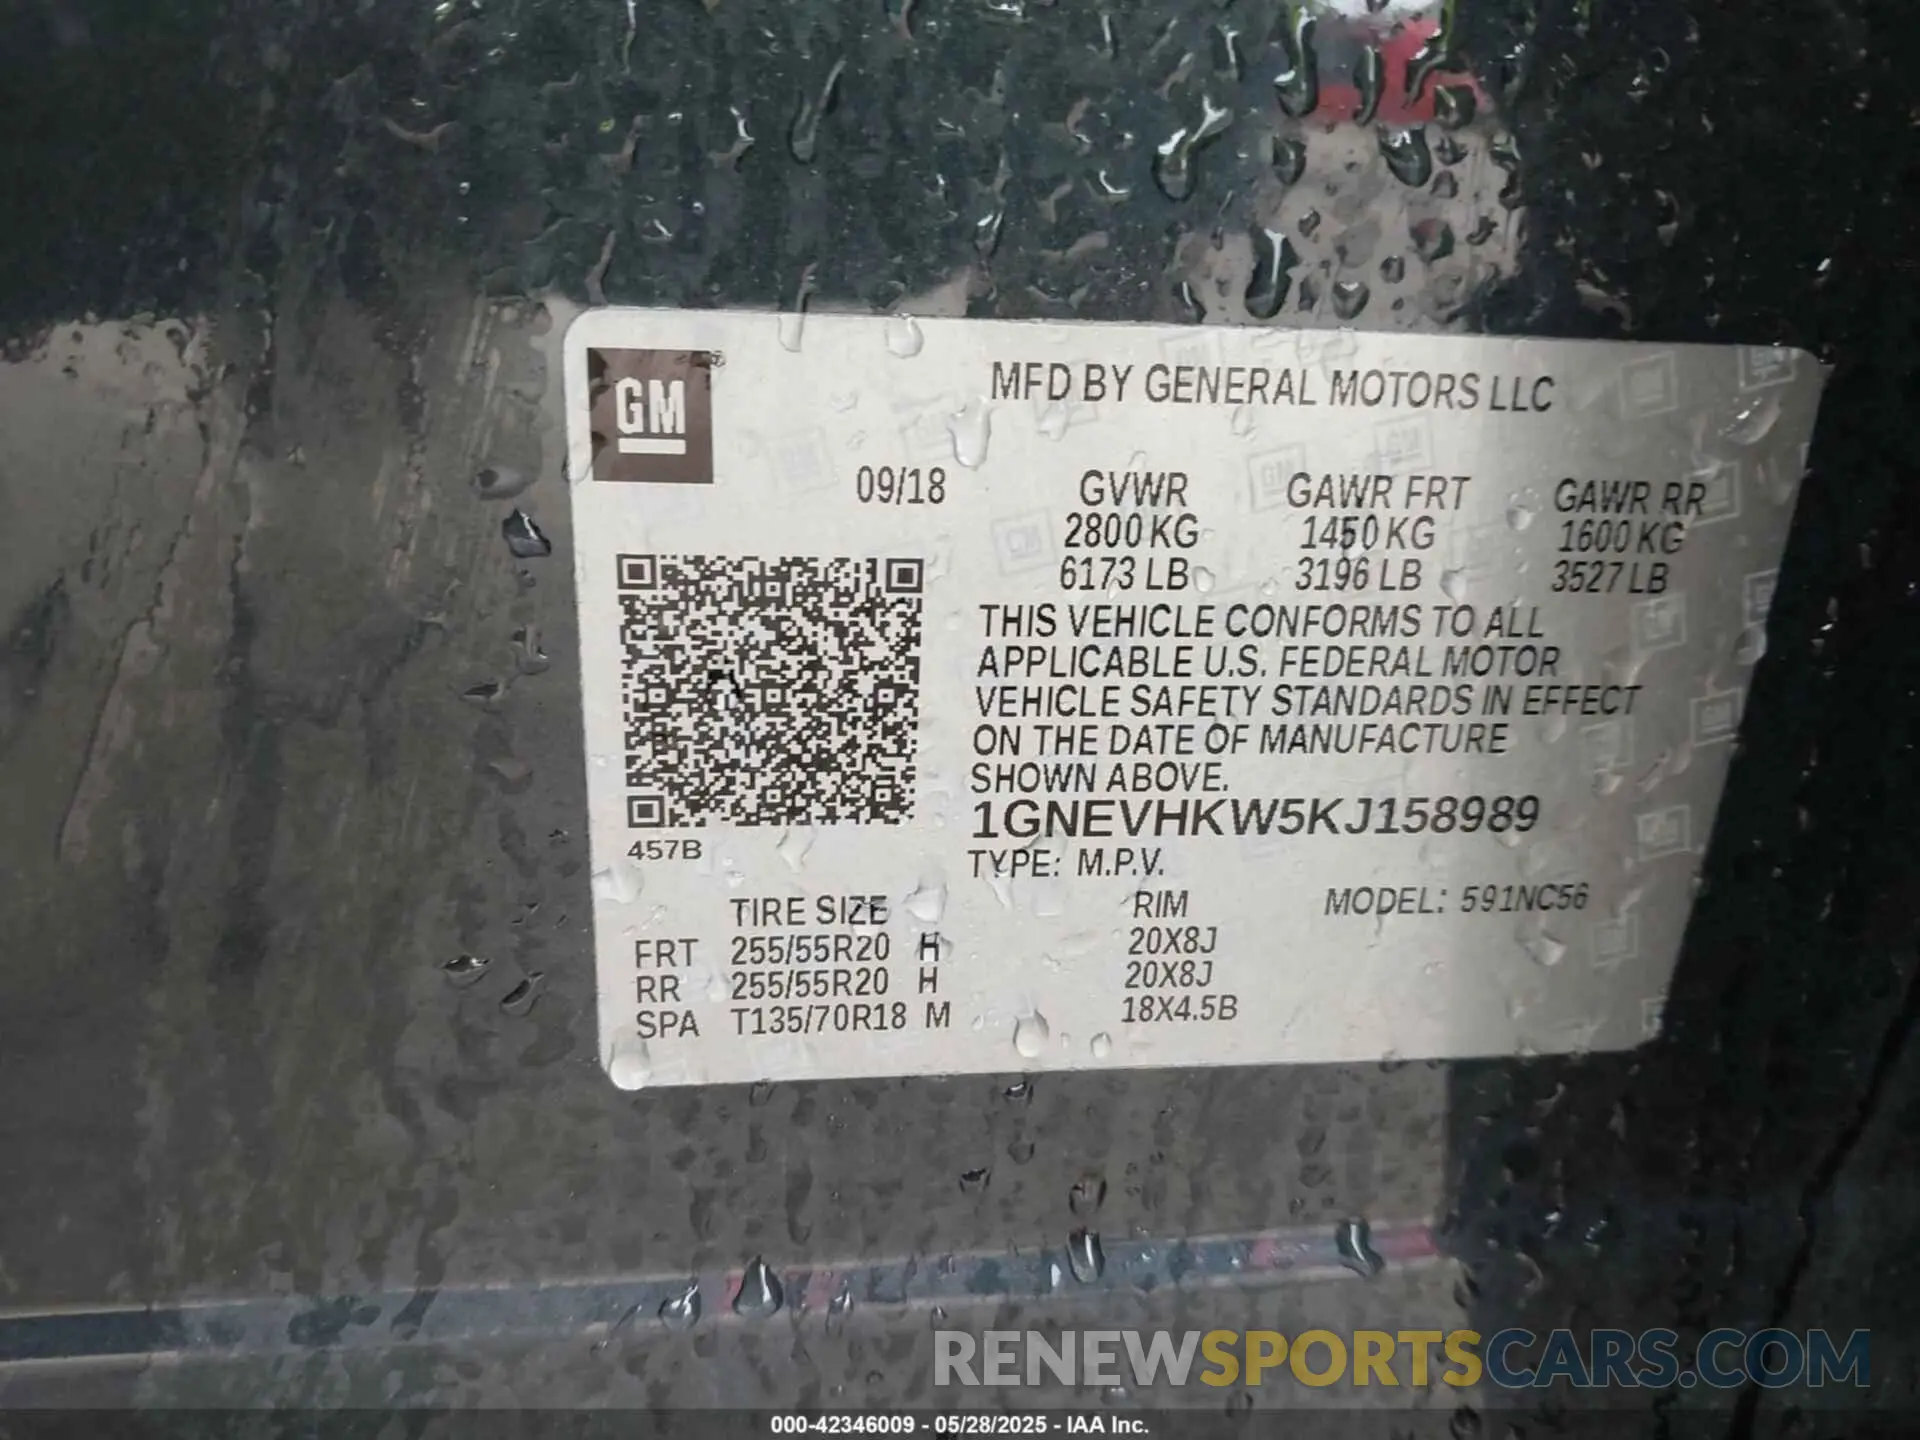 GM
®
MFD BY GENERAL MOTORS LLC
09/18 GVWR GAWR FRT GAWR RR
2800 KG 1450 KG 1600 KG
6173 LB 3196 LB 3527 LB
THIS VEHICLE CONFORMS TO ALL
APPLICABLE U.S. FEDERAL MOTOR
VEHICLE SAFETY STANDARDS IN EFFECT
ON THE DATE OF MANUFACTURE
SHOWN ABOVE.
1GNEVHKW5KJ158989
457B
TYPE: M.P.V.
TIRE SIZE RIM MODEL: 591NC56
FRT 255/55R20 H 20X8J
RR 255/55R20 H 20X8J
SPA T135/70R18 M 18X4.5B
RENEWSPORTSCARS.COM
000-42346009 - 05/28/2025 - IAA Inc.